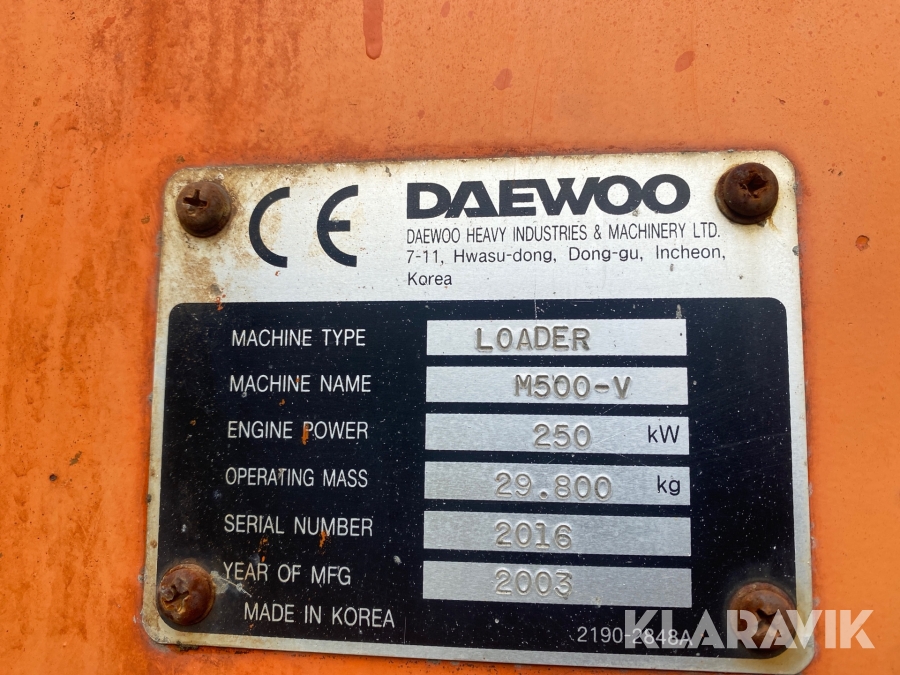 CE DAEWOO
DAEWOO HEAVY INDUSTRIES & MACHINERY LTD.
7-11, Hwasu-dong, Dong-gu, Incheon,
Korea
MACHINE TYPE LOADER
MACHINE NAME M500-V
ENGINE POWER 250 kW
OPERATING MASS 29.800 kg
SERIAL NUMBER 2016
YEAR OF MFG 2003
MADE IN KOREA
2190-2848A
KLARAVIK